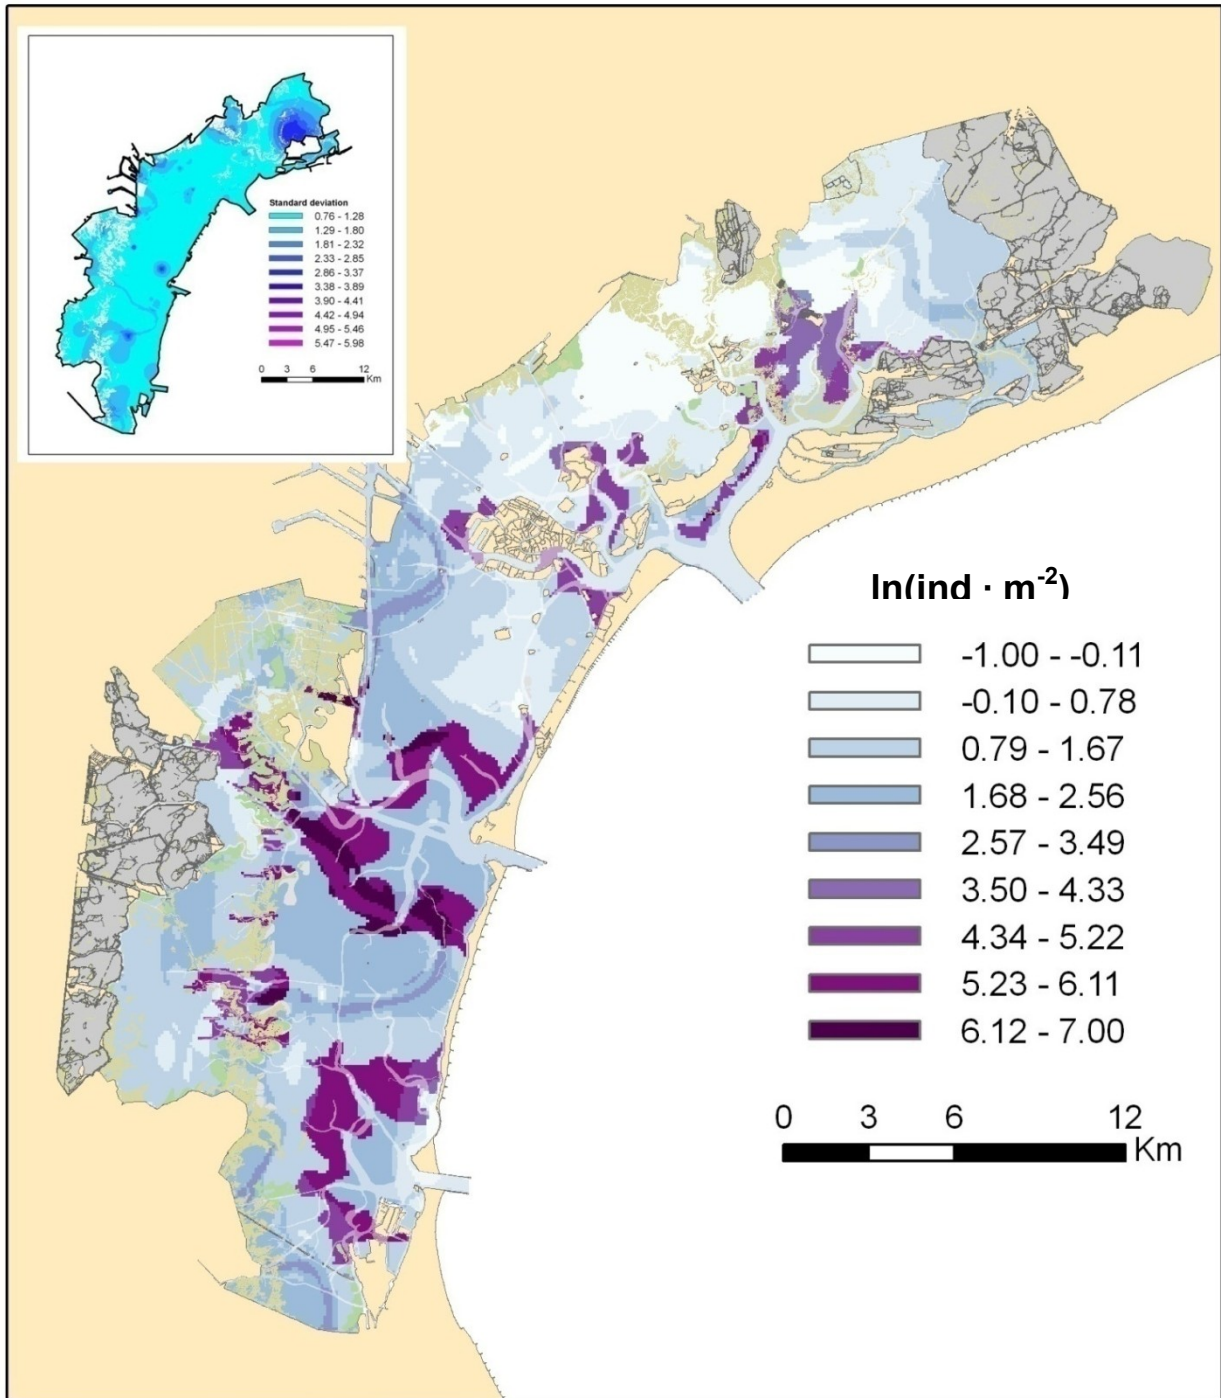 Standard deviation
0.76 - 1.28
1.29 - 1.80
1.81 - 2.32
2.33 - 2.85
2.86 - 3.37
3.38 - 3.89
3.90 - 4.41
4.42 - 4.94
4.95 - 5.46
5.47 - 5.98
0 3 6 12
Km
ln(ind · m⁻²)
-1.00 - -0.11
-0.10 - 0.78
0.79 - 1.67
1.68 - 2.56
2.57 - 3.49
3.50 - 4.33
4.34 - 5.22
5.23 - 6.11
6.12 - 7.00
0 3 6 12
Km